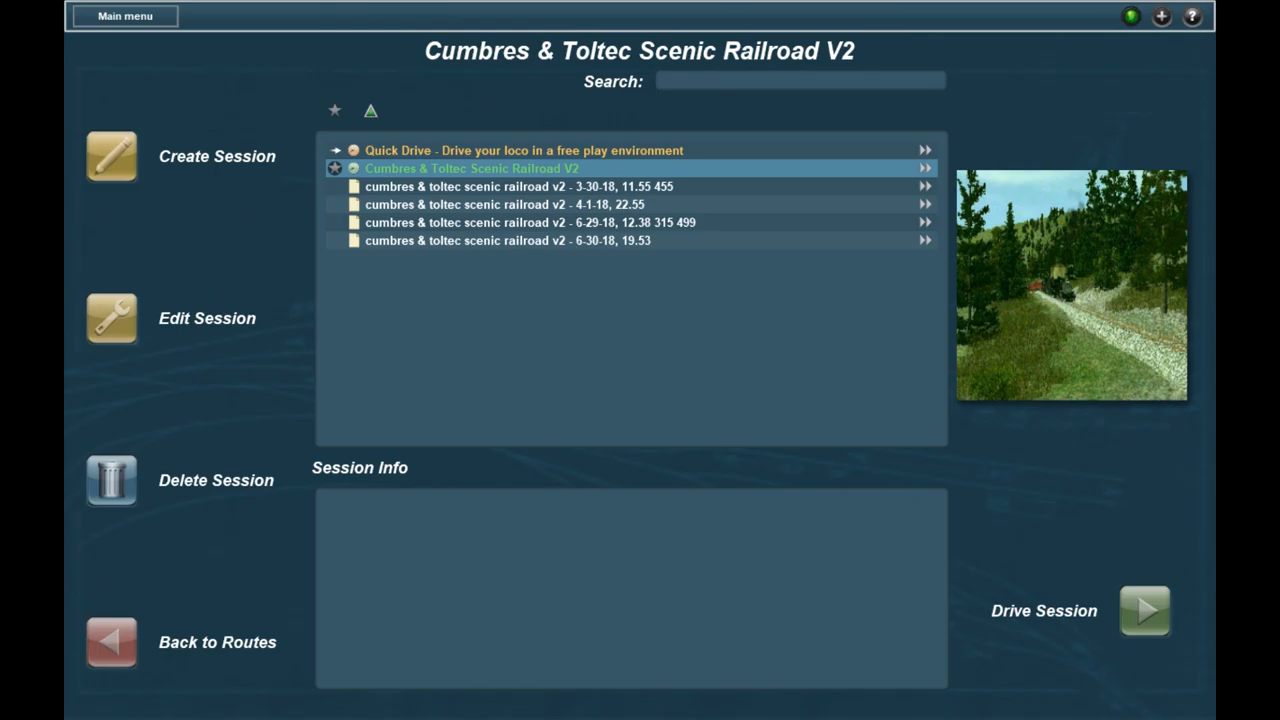 Main menu
?
Cumbres & Toltec Scenic Railroad V2
Search:
Create Session
Quick Drive - Drive your loco in a free play environment
Cumbres & Toltec Scenic Railroad V2
cumbres & toltec scenic railroad v2 - 3-30-18, 11.55 455
cumbres & toltec scenic railroad v2 - 4-1-18, 22.55
cumbres & toltec scenic railroad v2 - 6-29-18, 12.38 315 499
cumbres & toltec scenic railroad v2 - 6-30-18, 19.53
Edit Session
Session Info
Delete Session
Drive Session
Back to Routes